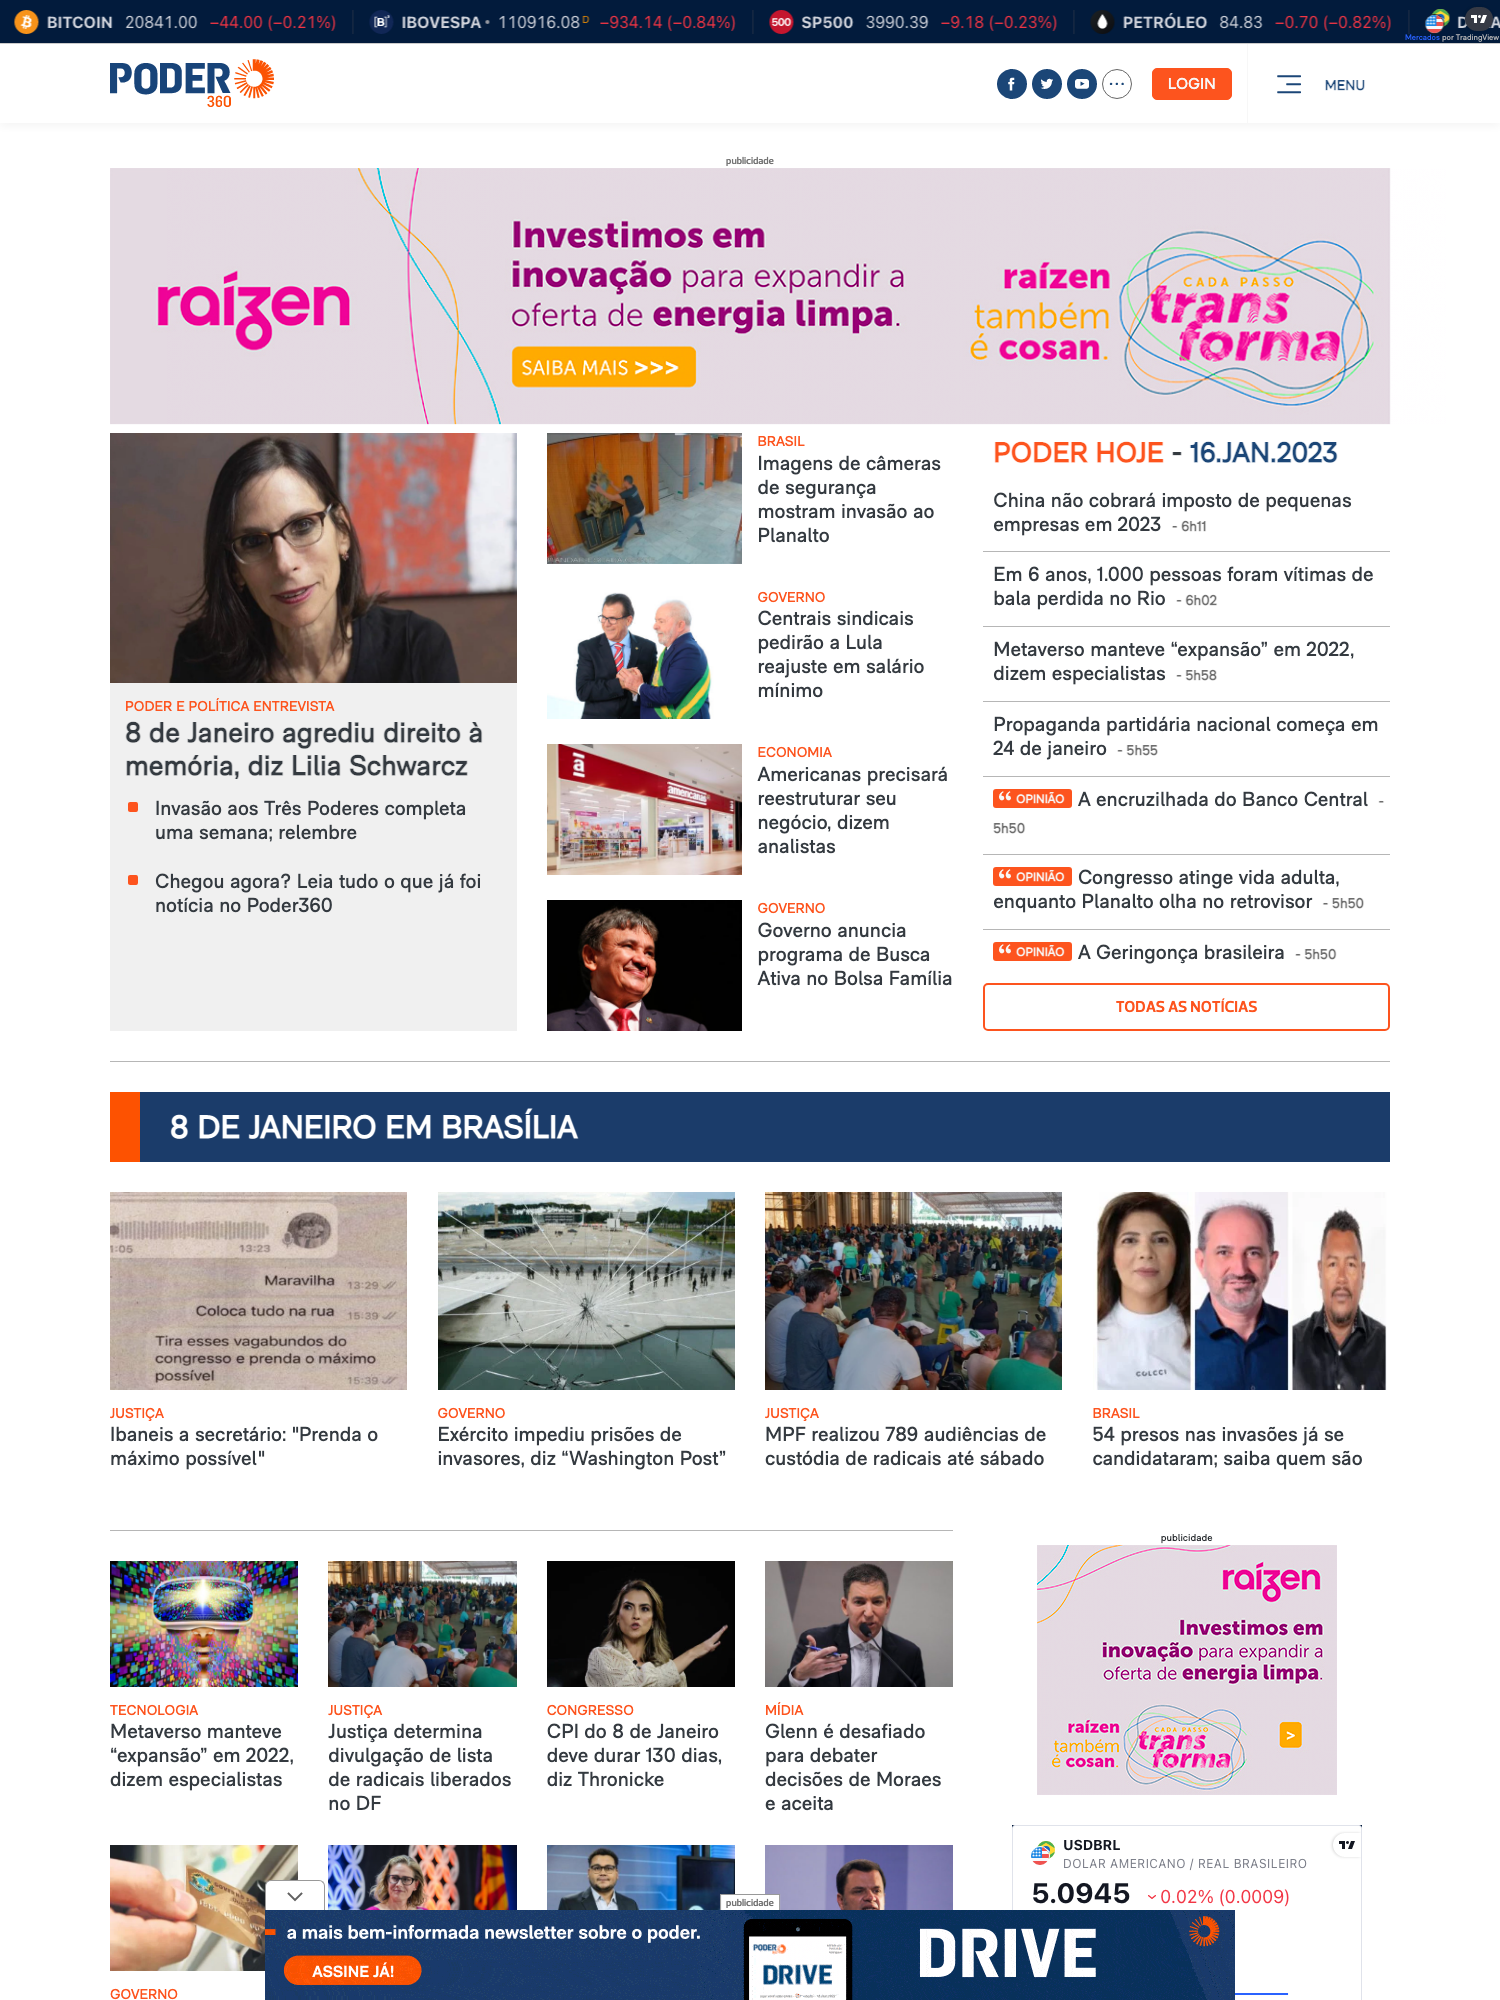 BITCOIN 20841.00 −44.00 (−0.21%) IBOVESPA • 110916.08 D −934.14 (−0.84%) 500 SP500 3990.39 −9.18 (−0.23%) PETRÓLEO 84.83 −0.70 (−0.82%)
Mercados por TradingView
PODER
360
LOGIN
MENU
publicidade
raízen
Investimos em
inovação para expandir a
oferta de energia limpa.
SAIBA MAIS >>>
raízen
também
é cosan.
CADA PASSO
trans
forma
PODER E POLÍTICA ENTREVISTA
8 de Janeiro agrediu direito à
memória, diz Lilia Schwarcz
Invasão aos Três Poderes completa
uma semana; relembre
Chegou agora? Leia tudo o que já foi
notícia no Poder360
BRASIL
Imagens de câmeras
de segurança
mostram invasão ao
Planalto
GOVERNO
Centrais sindicais
pedirão a Lula
reajuste em salário
mínimo
americanas
ECONOMIA
Americanas precisará
reestruturar seu
negócio, dizem
analistas
GOVERNO
Governo anuncia
programa de Busca
Ativa no Bolsa Família
PODER HOJE - 16.JAN.2023
China não cobrará imposto de pequenas
empresas em 2023 - 6h11
Em 6 anos, 1.000 pessoas foram vítimas de
bala perdida no Rio - 6h02
Metaverso manteve “expansão” em 2022,
dizem especialistas - 5h58
Propaganda partidária nacional começa em
24 de janeiro - 5h55
“ OPINIÃO A encruzilhada do Banco Central -
5h50
“ OPINIÃO Congresso atinge vida adulta,
enquanto Planalto olha no retrovisor - 5h50
“ OPINIÃO A Geringonça brasileira - 5h50
TODAS AS NOTÍCIAS
8 DE JANEIRO EM BRASÍLIA
1:05 13:23
Maravilha 13:29
Coloca tudo na rua 15:39
Tira esses vagabundos do
congresso e prenda o máximo
possível 15:39
COLCCI
JUSTIÇA
Ibaneis a secretário: "Prenda o
máximo possível"
GOVERNO
Exército impediu prisões de
invasores, diz “Washington Post”
JUSTIÇA
MPF realizou 789 audiências de
custódia de radicais até sábado
BRASIL
54 presos nas invasões já se
candidataram; saiba quem são
TECNOLOGIA
Metaverso manteve
“expansão” em 2022,
dizem especialistas
JUSTIÇA
Justiça determina
divulgação de lista
de radicais liberados
no DF
CONGRESSO
CPI do 8 de Janeiro
deve durar 130 dias,
diz Thronicke
MÍDIA
Glenn é desafiado
para debater
decisões de Moraes
e aceita
publicidade
raízen
Investimos em
inovação para expandir a
oferta de energia limpa.
raízen
também
é cosan.
CADA PASSO
trans
forma
>
USDBRL
DOLAR AMERICANO / REAL BRASILEIRO
5.0945 0.02% (0.0009)
publicidade
a mais bem-informada newsletter sobre o poder.
ASSINE JÁ!
PODER
DRIVE
DRIVE
GOVERNO